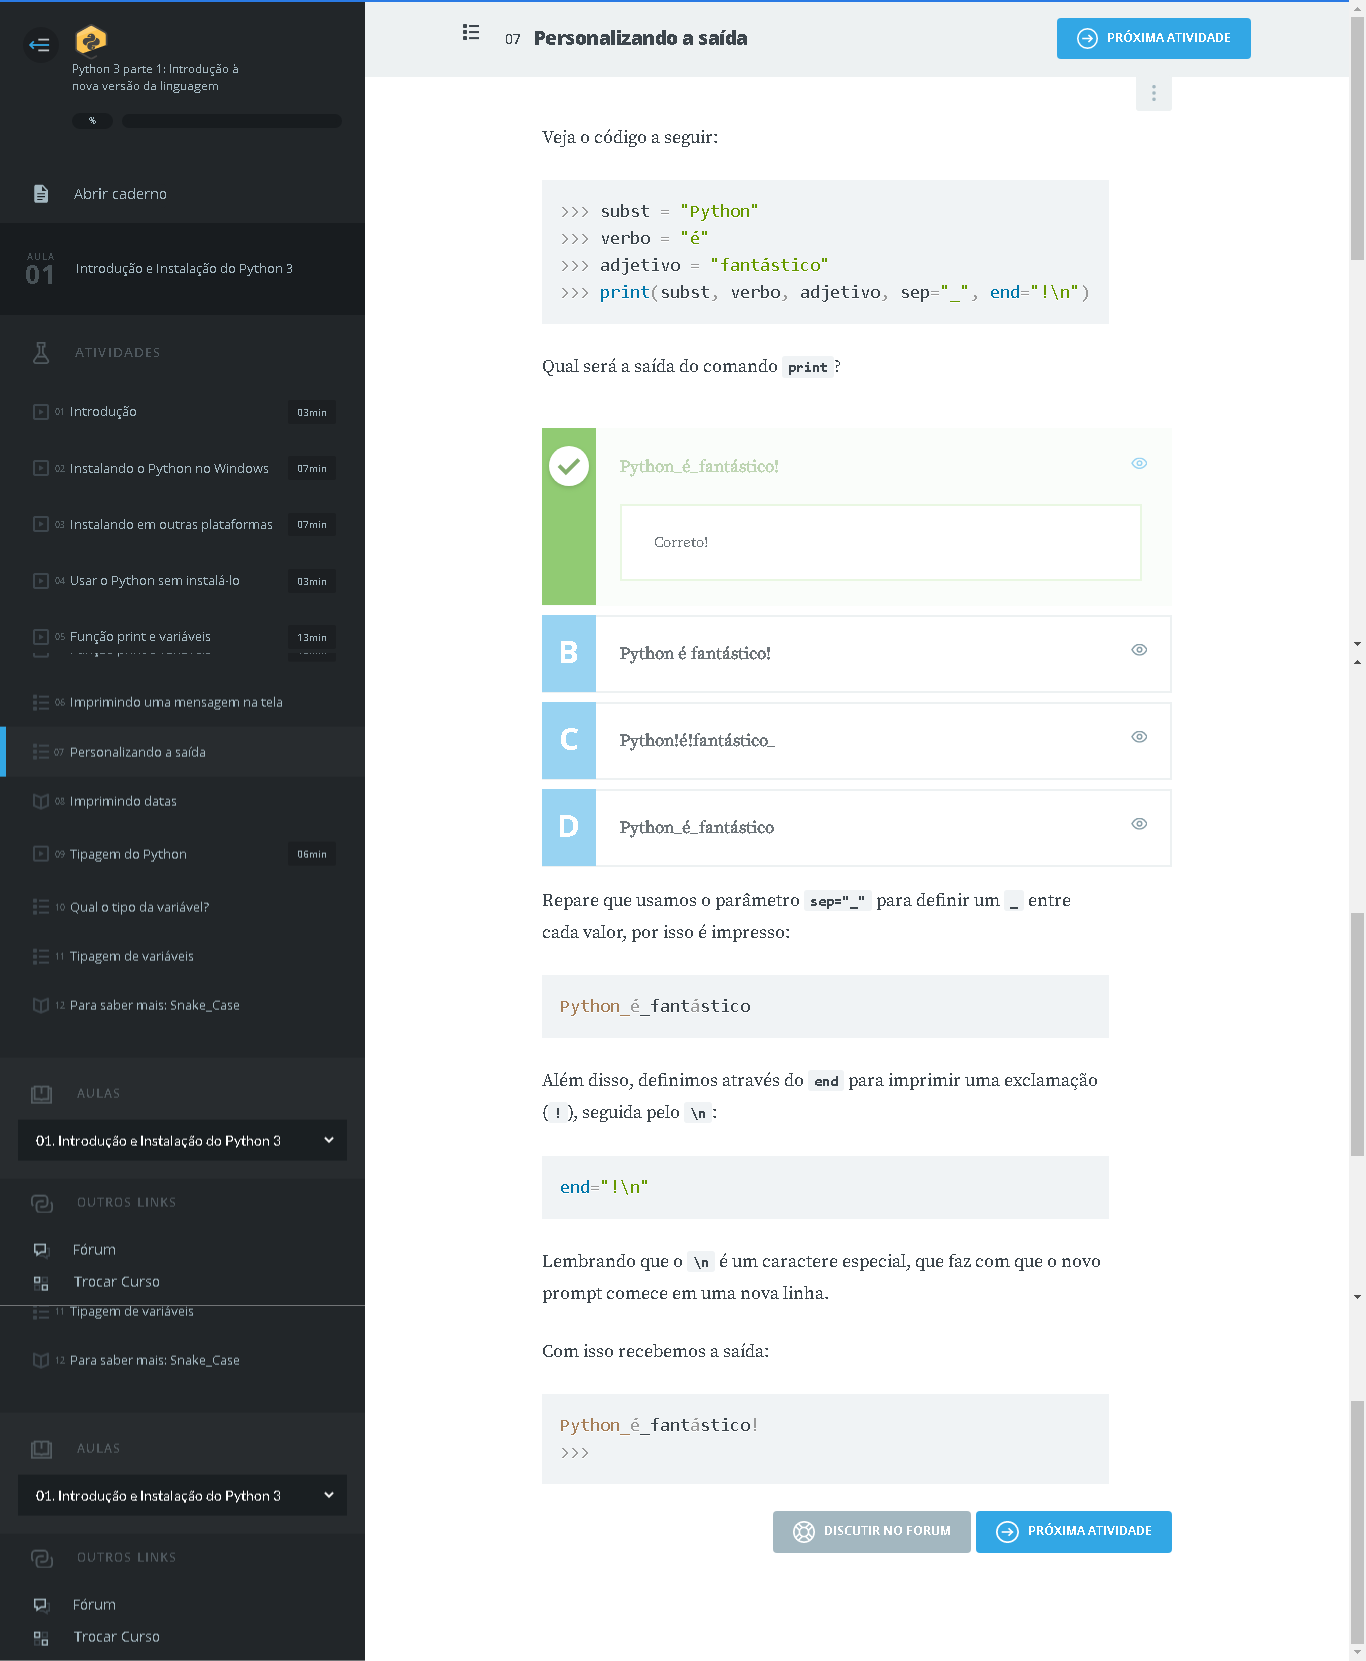 Python 3 parte 1: Introdução à
nova versão da linguagem
%
Abrir caderno
AULA
01
Introdução e Instalação do Python 3
ATIVIDADES
01 Introdução 03min
02 Instalando o Python no Windows 07min
03 Instalando em outras plataformas 07min
04 Usar o Python sem instalá-lo 03min
05 Função print e variáveis 13min
06 Imprimindo uma mensagem na tela
07 Personalizando a saída
08 Imprimindo datas
09 Tipagem do Python 06min
10 Qual o tipo da variável?
11 Tipagem de variáveis
12 Para saber mais: Snake_Case
AULAS
01. Introdução e Instalação do Python 3
OUTROS LINKS
Fórum
Trocar Curso
11 Tipagem de variáveis
12 Para saber mais: Snake_Case
AULAS
01. Introdução e Instalação do Python 3
OUTROS LINKS
Fórum
Trocar Curso
07 Personalizando a saída
PRÓXIMA ATIVIDADE
Veja o código a seguir:
>>> subst = "Python"
>>> verbo = "é"
>>> adjetivo = "fantástico"
>>> print(subst, verbo, adjetivo, sep="_", end="!\n")
Qual será a saída do comando print?
Python_é_fantástico!
Correto!
B Python é fantástico!
C Python!é!fantástico_
D Python_é_fantástico
Repare que usamos o parâmetro sep="_" para definir um _ entre
cada valor, por isso é impresso:
Python_é_fantástico
Além disso, definimos através do end para imprimir uma exclamação
(!), seguida pelo \n:
end="!\n"
Lembrando que o \n é um caractere especial, que faz com que o novo
prompt comece em uma nova linha.
Com isso recebemos a saída:
Python_é_fantástico!
>>>
DISCUTIR NO FORUM
PRÓXIMA ATIVIDADE